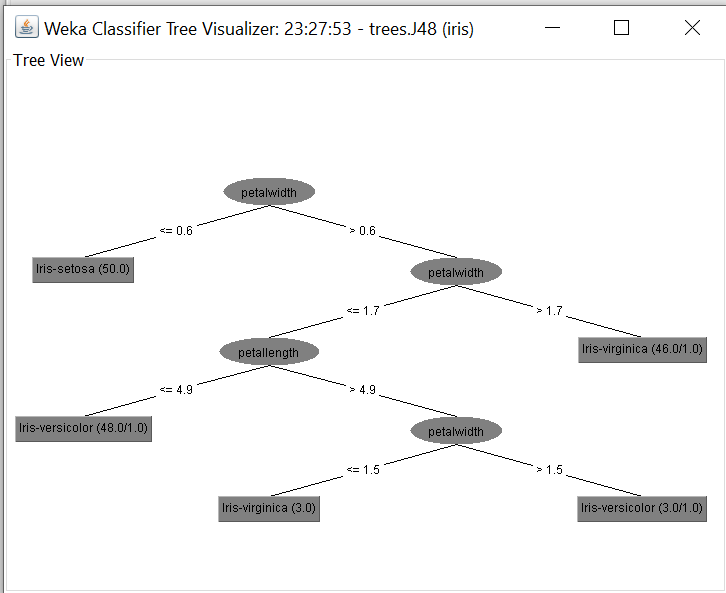 Weka Classifier Tree Visualizer: 23:27:53 - trees.J48 (iris)
Tree View
petalwidth
<= 0.6
> 0.6
Iris-setosa (50.0)
petalwidth
<= 1.7
> 1.7
petallength
Iris-virginica (46.0/1.0)
<= 4.9
> 4.9
Iris-versicolor (48.0/1.0)
petalwidth
<= 1.5
> 1.5
Iris-virginica (3.0)
Iris-versicolor (3.0/1.0)